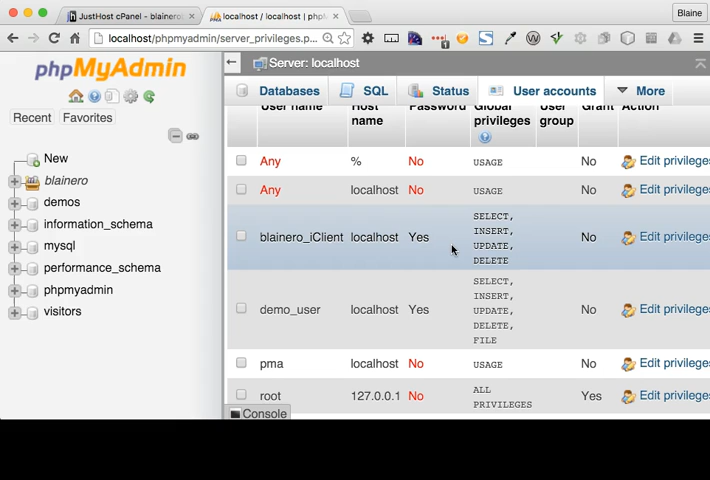 JustHost cPanel - blainero
localhost / localhost | php
Blaine
localhost/phpmyadmin/server_privileges.p...
phpMyAdmin
Recent Favorites
New
blainero
demos
information_schema
mysql
performance_schema
phpmyadmin
visitors
Server: localhost
Databases SQL Status User accounts More
User name Host name Password Global privileges User group Grant Action
Any % No USAGE No Edit privileges
Any localhost No USAGE No Edit privileges
blainero_iClient localhost Yes SELECT, INSERT, UPDATE, DELETE No Edit privileges
demo_user localhost Yes SELECT, INSERT, UPDATE, DELETE, FILE No Edit privileges
pma localhost No USAGE No Edit privileges
root 127.0.0.1 No ALL PRIVILEGES Yes Edit privileges
Console